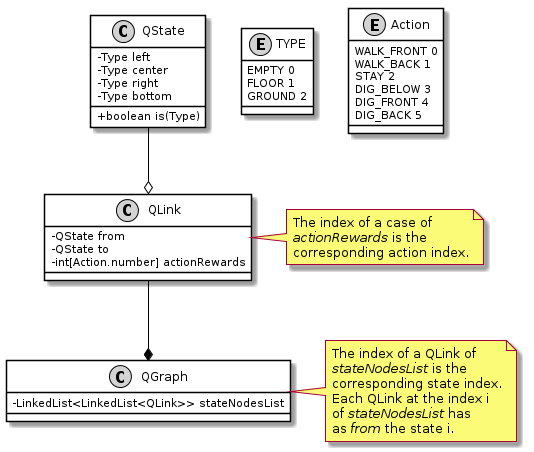 C QState
-Type left
-Type center
-Type right
-Type bottom
+boolean is(Type)
E TYPE
EMPTY 0
FLOOR 1
GROUND 2
E Action
WALK_FRONT 0
WALK_BACK 1
STAY 2
DIG_BELOW 3
DIG_FRONT 4
DIG_BACK 5
C QLink
-QState from
-QState to
-int[Action.number] actionRewards
The index of a case of
actionRewards is the
corresponding action index.
C QGraph
-LinkedList<LinkedList<QLink>> stateNodesList
The index of a QLink of
stateNodesList is the
corresponding state index.
Each QLink at the index i
of stateNodesList has
as from the state i.